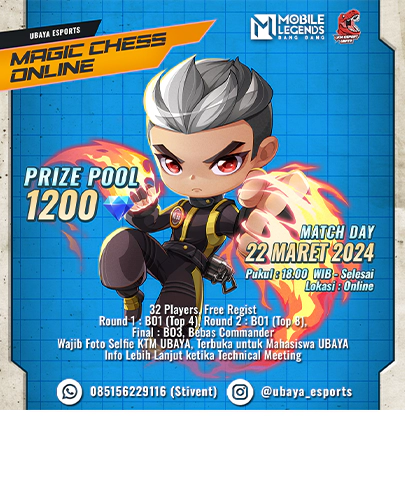 UBAYA ESPORTS
MAGIC CHESS
ONLINE
MOBILE
LEGENDS
BANG BANG
PRIZE POOL
1200
MATCH DAY
22 MARET 2024
Pukul : 18.00 WIB - Selesai
Lokasi : Online
32 Players, Free Regist
Round 1 : BO1 (Top 4), Round 2 : BO1 (Top 8),
Final : BO3, Bebas Commander
Wajib Foto Selfie KTM UBAYA, Terbuka untuk Mahasiswa UBAYA
Info Lebih Lanjut ketika Technical Meeting
085156229116 (Stivent)
@ubaya_esports